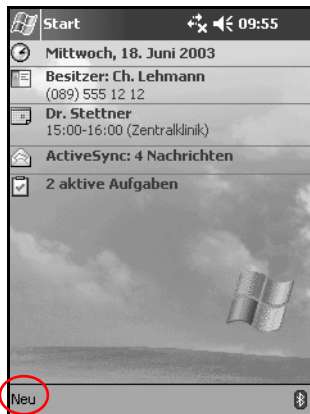 Start 09:55
Mittwoch, 18. Juni 2003
Besitzer: Ch. Lehmann
(089) 555 12 12
Dr. Stettner
15:00-16:00 (Zentralklinik)
ActiveSync: 4 Nachrichten
2 aktive Aufgaben
Neu